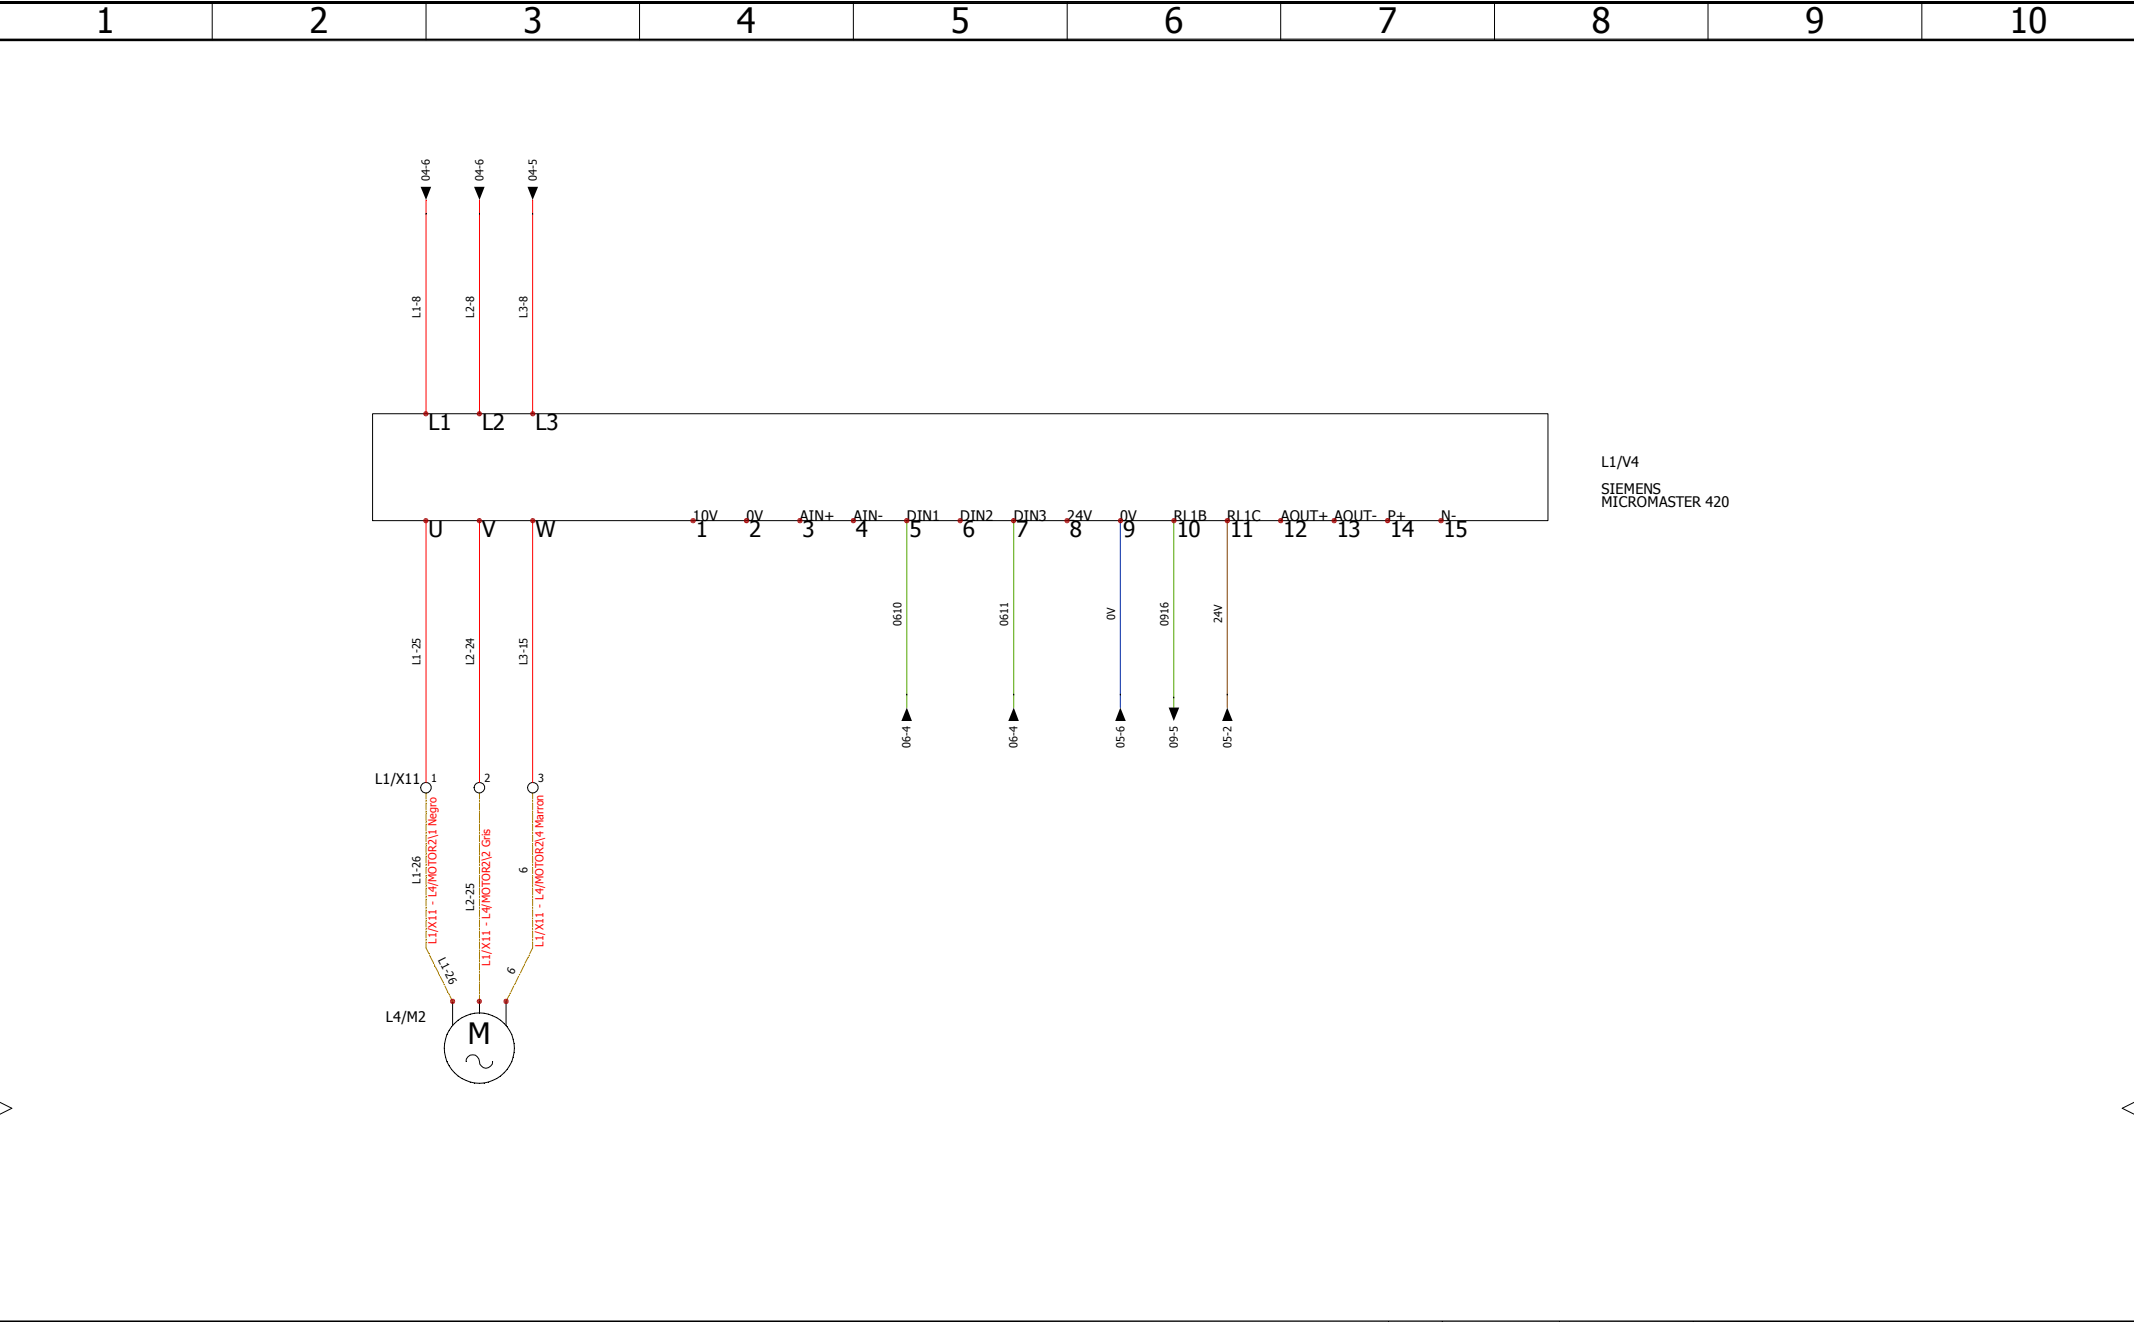 1 2 3 4 5 6 7 8 9 10
04-6 04-6 04-5
L1-8 L2-8 L3-8
L1 L2 L3
L1/V4
SIEMENS
MICROMASTER 420
10V 0V AIN+ AIN- DIN1 DIN2 DIN3 24V 0V RL1B RL1C AOUT+ AOUT- P+ N-
U V W 1 2 3 4 5 6 7 8 9 10 11 12 13 14 15
0610 0611 0V 0916 24V
L1-25 L2-24 L3-15
06-4 06-4 05-6 09-5 05-2
L1/X11 1 2 3
L1-26
L1/X11 - L4/MOTOR2\1 Negro
L2-25
L1/X11 - L4/MOTOR2\2 Gris
6
L1/X11 - L4/MOTOR2\4 Marron
L1-26 6
L4/M2
M